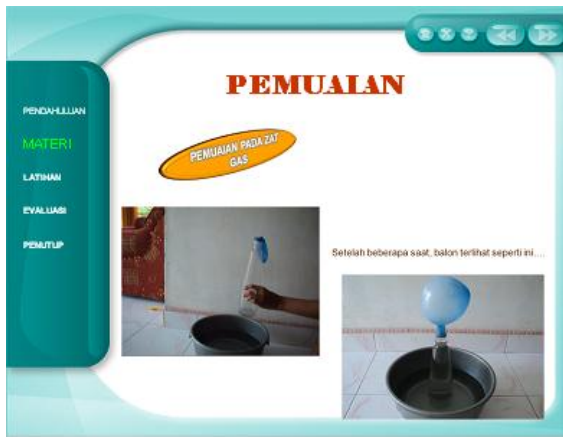 PEMUAIAN
PENDAHULUAN
MATERI
LATIHAN
EVALUASI
PENUTUP
PEMUAIAN PADA ZAT
GAS
Setelah beberapa saat, balon terlihat seperti ini....